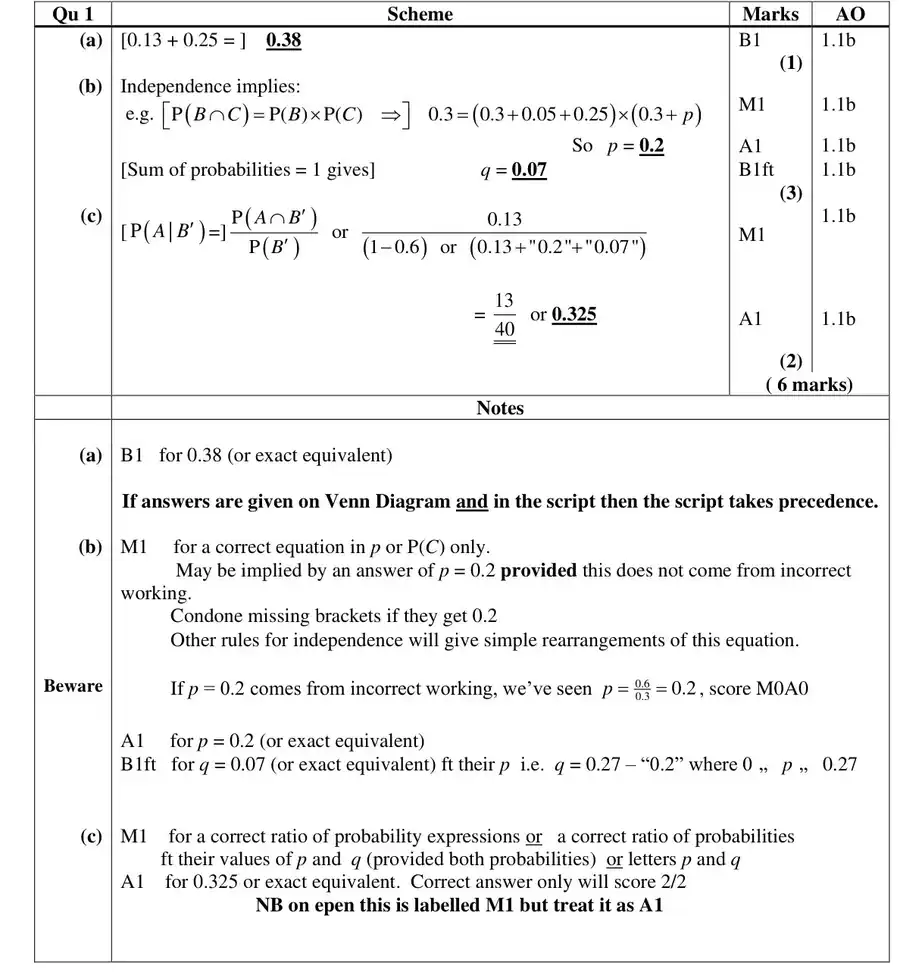 Qu 1 Scheme Marks AO
(a) [0.13 + 0.25 = ] 0.38 B1 1.1b
(1)
(b) Independence implies:
e.g. [P(B∩C) = P(B)×P(C) ⇒] 0.3 = (0.3+0.05+0.25)×(0.3+p) M1 1.1b
So p = 0.2 A1 1.1b
[Sum of probabilities = 1 gives] q = 0.07 B1ft 1.1b
(3)
(c) [P(A|B′)=] P(A∩B′)/P(B′) or 0.13/((1−0.6) or (0.13+"0.2"+"0.07")) M1 1.1b
= 13/40 or 0.325 A1 1.1b
(2)
( 6 marks)
Notes
(a) B1 for 0.38 (or exact equivalent)
If answers are given on Venn Diagram and in the script then the script takes precedence.
(b) M1 for a correct equation in p or P(C) only.
May be implied by an answer of p = 0.2 provided this does not come from incorrect
working.
Condone missing brackets if they get 0.2
Other rules for independence will give simple rearrangements of this equation.
Beware If p = 0.2 comes from incorrect working, we’ve seen p = 0.6/0.3 = 0.2, score M0A0
A1 for p = 0.2 (or exact equivalent)
B1ft for q = 0.07 (or exact equivalent) ft their p i.e. q = 0.27 – “0.2” where 0 „ p „ 0.27
(c) M1 for a correct ratio of probability expressions or a correct ratio of probabilities
ft their values of p and q (provided both probabilities) or letters p and q
A1 for 0.325 or exact equivalent. Correct answer only will score 2/2
NB on epen this is labelled M1 but treat it as A1